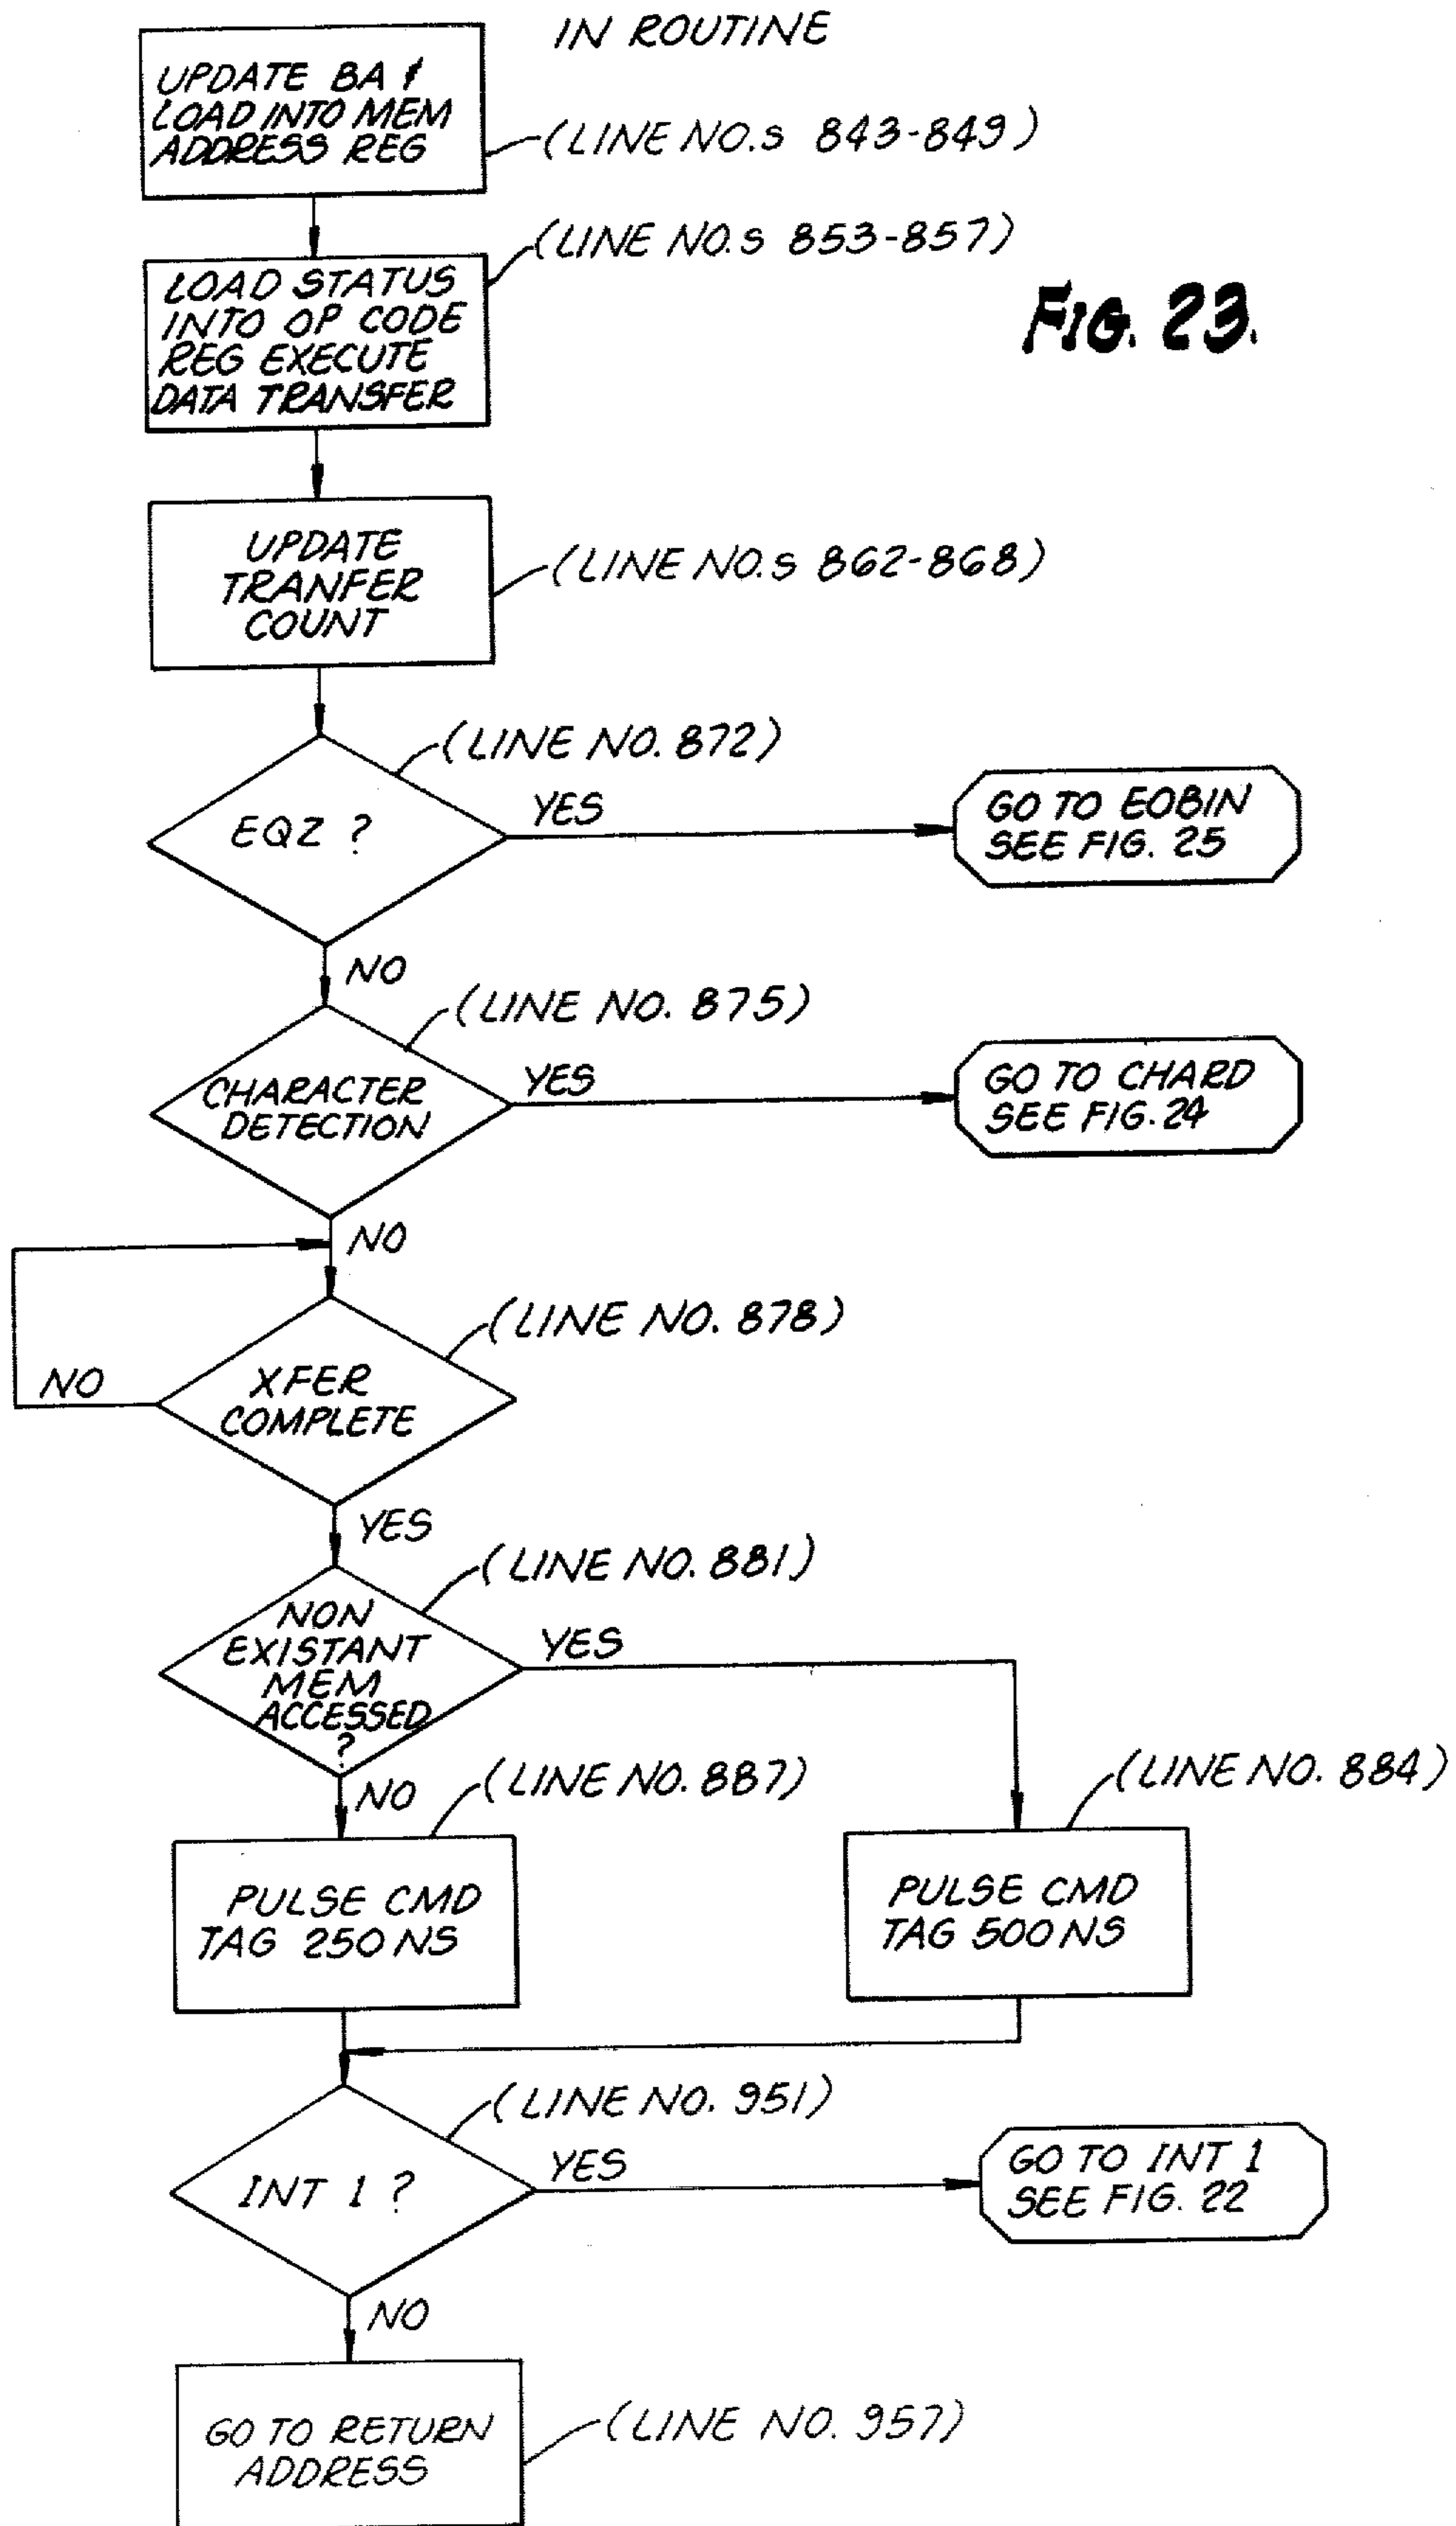 IN ROUTINE
UPDATE BA &
LOAD INTO MEM
ADDRESS REG
(LINE NO.s 843-849)
(LINE NO.s 853-857)
LOAD STATUS
INTO OP CODE
REG EXECUTE
DATA TRANSFER
FIG. 23.
UPDATE
TRANFER
COUNT
(LINE NO.s 862-868)
(LINE NO. 872)
EQZ ?
YES
GO TO EOBIN
SEE FIG. 25
NO
(LINE NO. 875)
CHARACTER
DETECTION
YES
GO TO CHARD
SEE FIG. 24
NO
(LINE NO. 878)
XFER
COMPLETE
NO
YES
(LINE NO. 881)
NON
EXISTANT
MEM
ACCESSED
?
YES
NO
(LINE NO. 887)
(LINE NO. 884)
PULSE CMD
TAG 250 NS
PULSE CMD
TAG 500 NS
(LINE NO. 951)
INT 1 ?
YES
GO TO INT 1
SEE FIG. 22
NO
GO TO RETURN
ADDRESS
(LINE NO. 957)